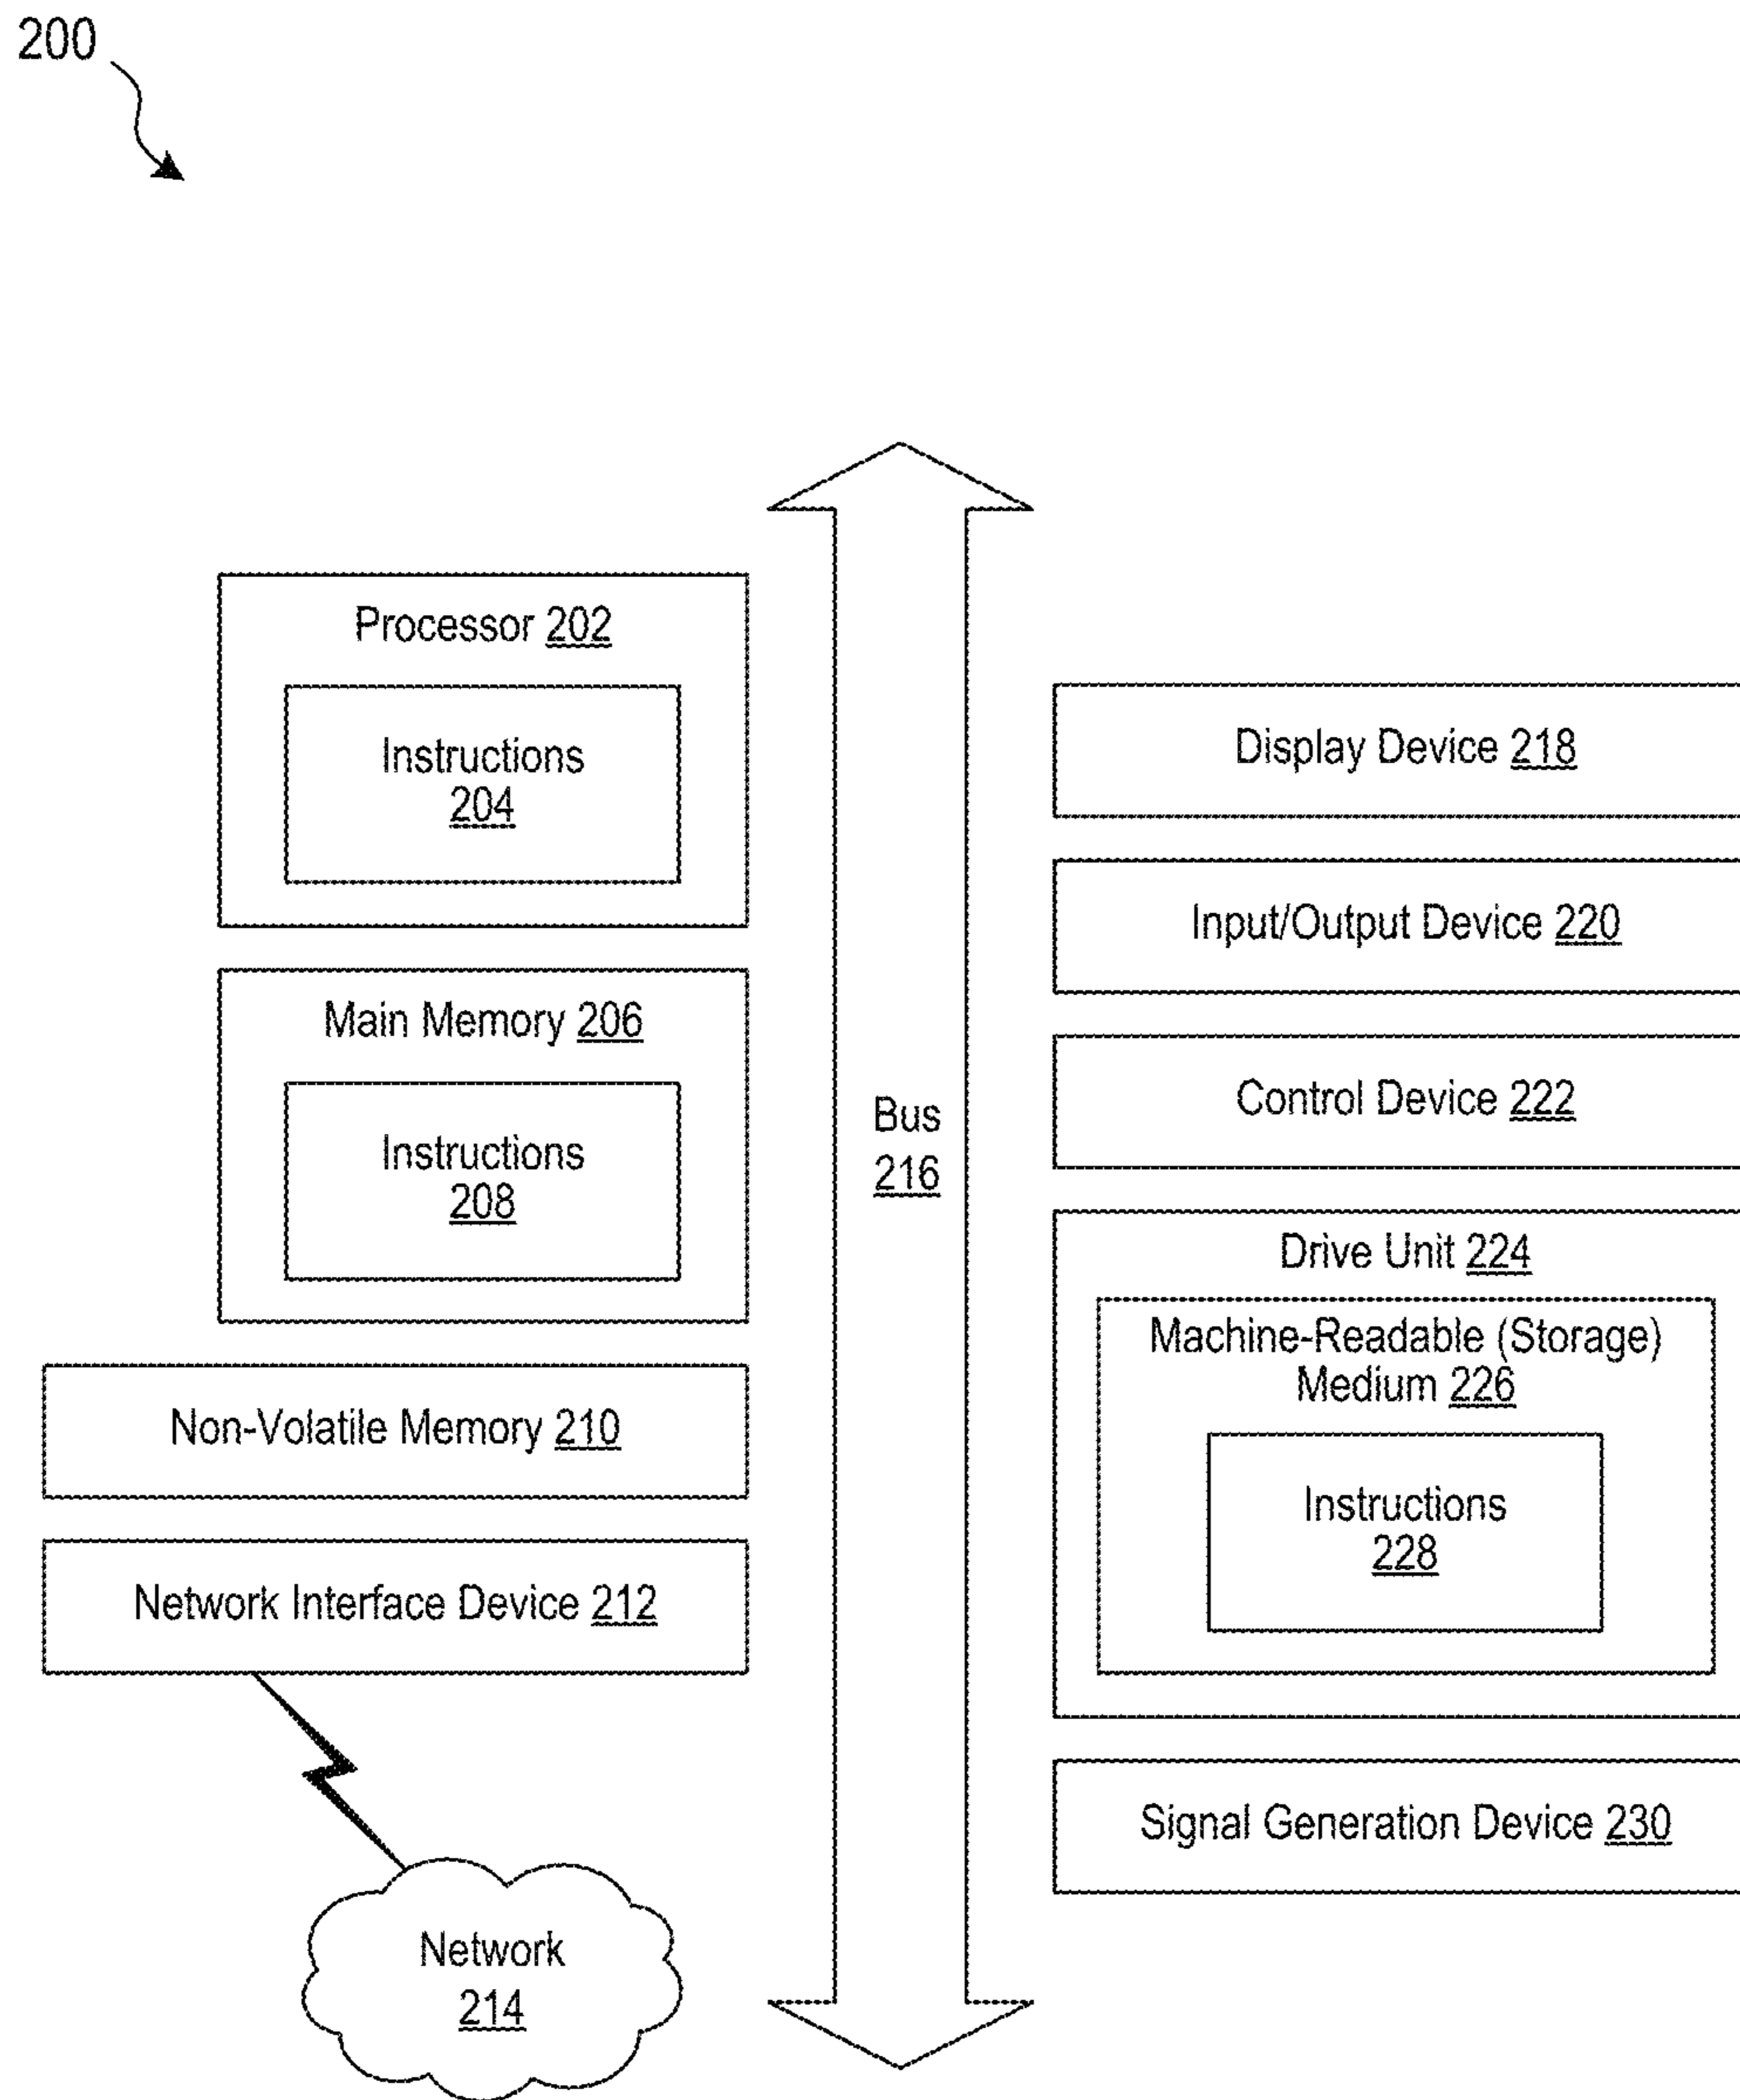 200
Processor 202
Instructions
204
Main Memory 206
Instructions
208
Non-Volatile Memory 210
Network Interface Device 212
Network
214
Bus
216
Display Device 218
Input/Output Device 220
Control Device 222
Drive Unit 224
Machine-Readable (Storage)
Medium 226
Instructions
228
Signal Generation Device 230